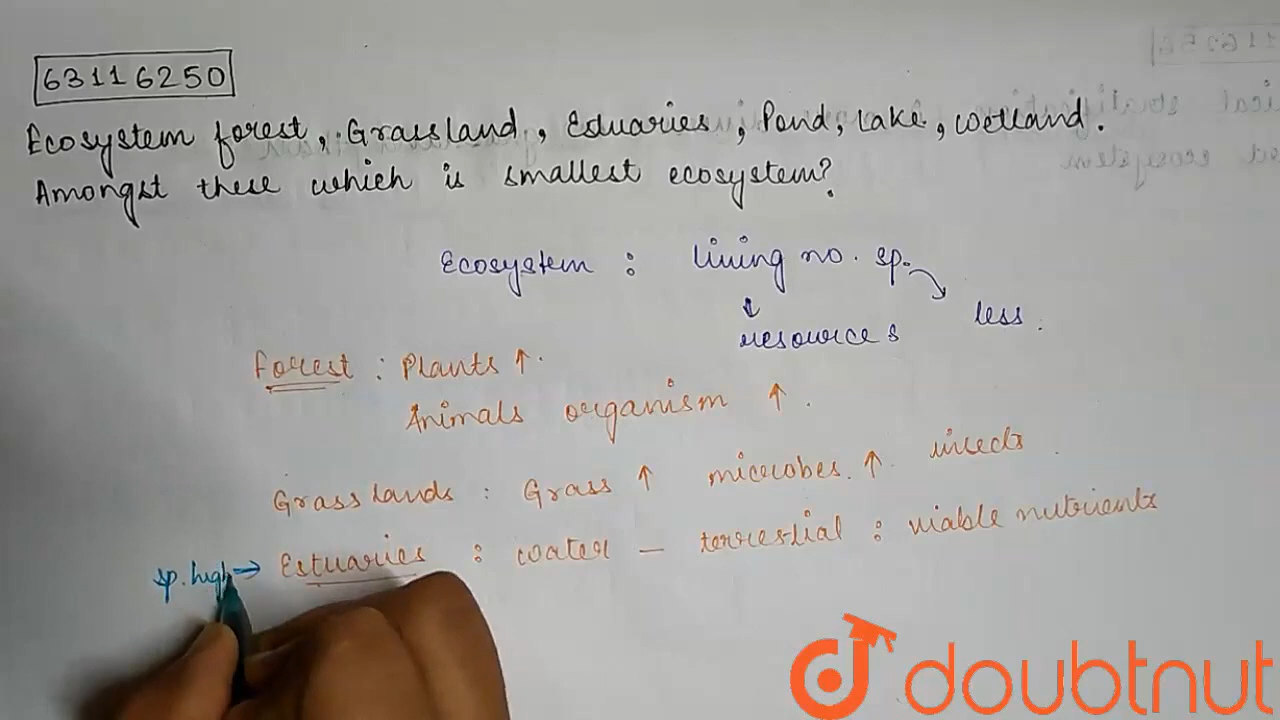 63116250
Ecosystem forest, Grassland, Estuaries, Pond, Lake, Wetland.
Amongst these which is smallest ecosystem?
Ecosystem : living no. sp.
↓ resources
less.
Forest : Plants ↑.
Animals organism ↑.
Grasslands : Grass ↑ microbes. ↑. insects.
sp. high → Estuaries : water - terrestial : viable nutrients
doubtnut